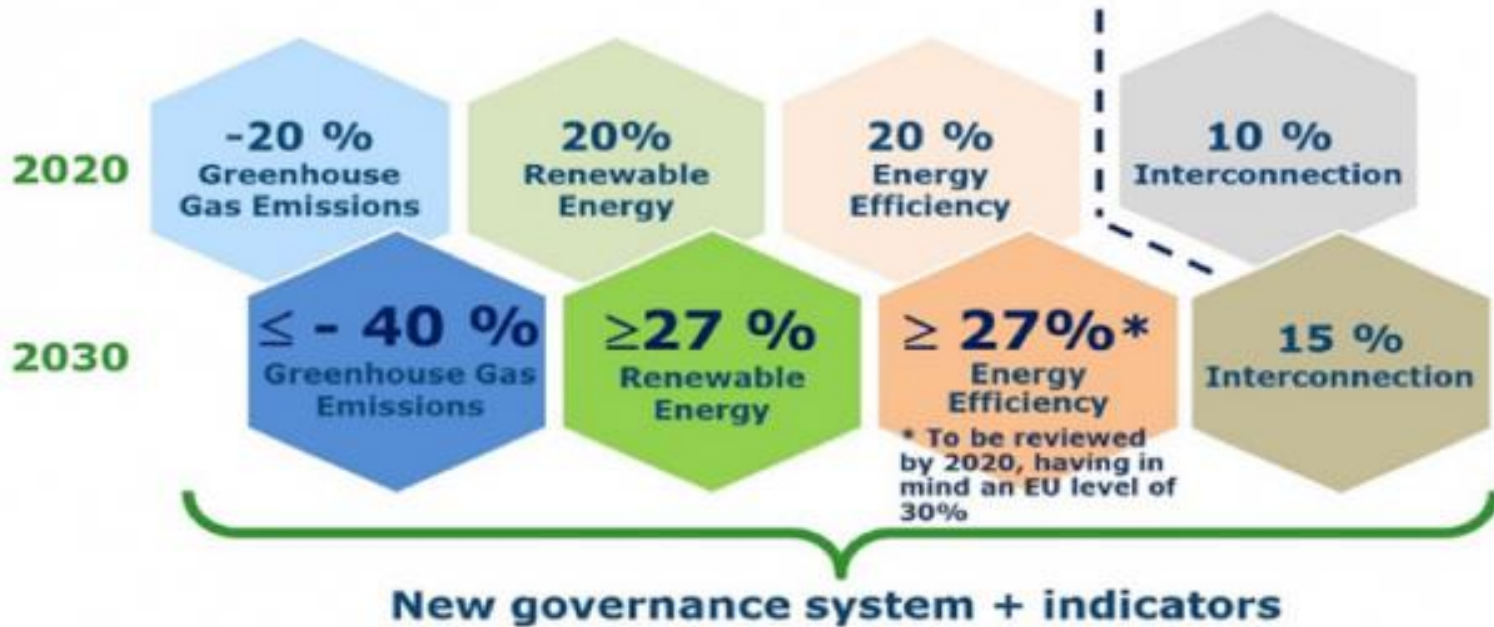 2020
-20 %
Greenhouse
Gas Emissions
20%
Renewable
Energy
20 %
Energy
Efficiency
10 %
Interconnection
2030
≤ - 40 %
Greenhouse Gas
Emissions
≥27 %
Renewable
Energy
≥ 27%*
Energy
Efficiency
* To be reviewed
by 2020, having in
mind an EU level of
30%
15 %
Interconnection
New governance system + indicators